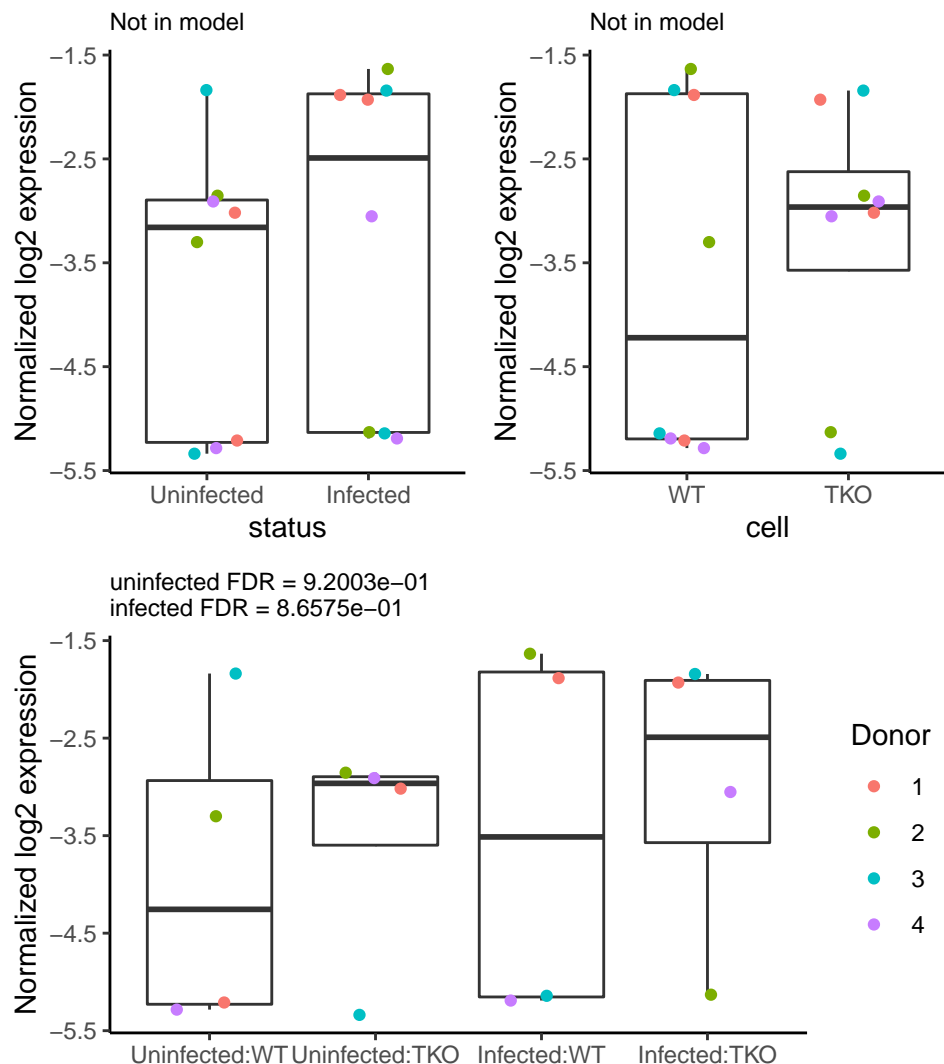 Not in model
Normalized log2 expression
−1.5
−2.5
−3.5
−4.5
−5.5
Uninfected
Infected
status
Not in model
Normalized log2 expression
−1.5
−2.5
−3.5
−4.5
−5.5
WT
TKO
cell
uninfected FDR = 9.2003e−01
infected FDR = 8.6575e−01
Normalized log2 expression
−1.5
−2.5
−3.5
−4.5
−5.5
Uninfected:WT
Uninfected:TKO
Infected:WT
Infected:TKO
Donor
1
2
3
4